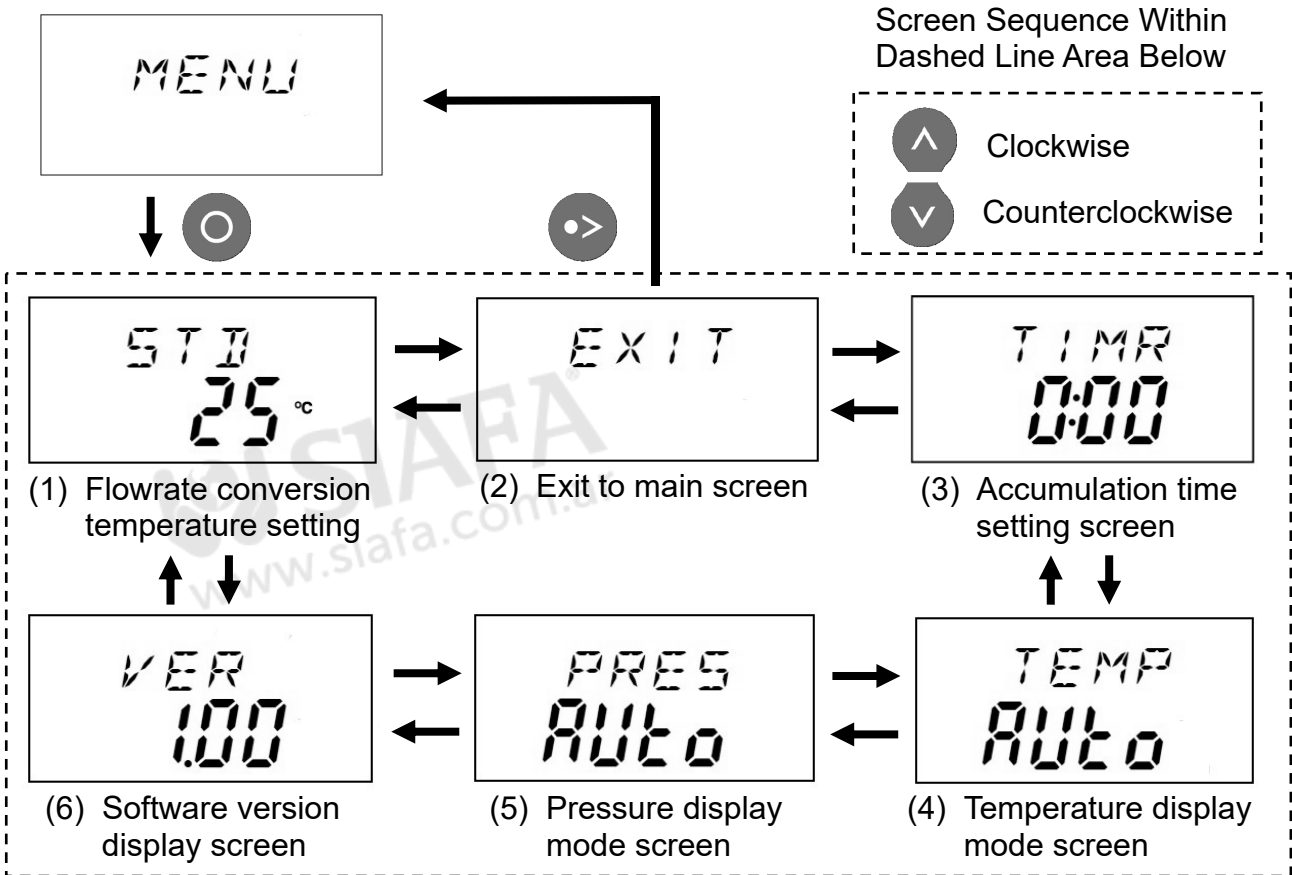 MENU
Screen Sequence Within
Dashed Line Area Below
Clockwise
Counterclockwise
STD
25 °C
(1) Flowrate conversion
temperature setting
EXIT
(2) Exit to main screen
TIMR
0:00
(3) Accumulation time
setting screen
VER
1.00
(6) Software version
display screen
PRES
AUto
(5) Pressure display
mode screen
TEMP
AUto
(4) Temperature display
mode screen
SIAFA
www.siafa.com.ar